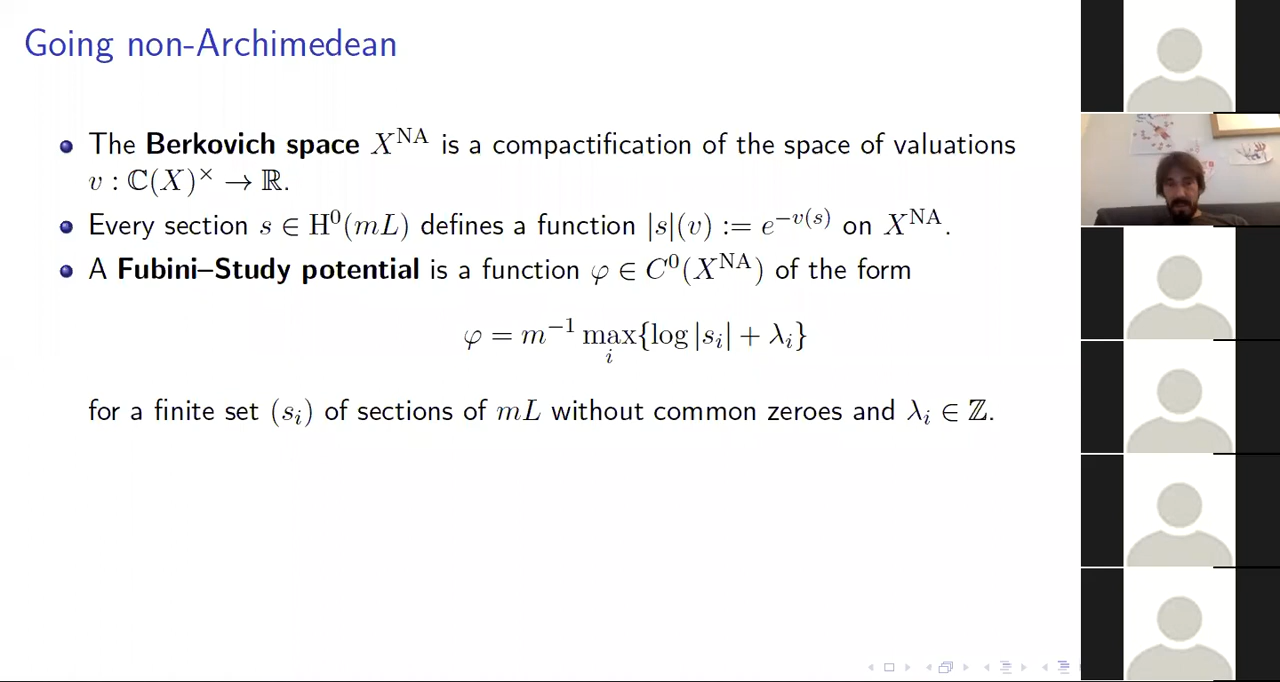 Going non-Archimedean
The Berkovich space X^NA is a compactification of the space of valuations
v : ℂ(X)^× → ℝ.
Every section s ∈ H⁰(mL) defines a function |s|(v) := e^{−v(s)} on X^NA.
A Fubini–Study potential is a function φ ∈ C⁰(X^NA) of the form
φ = m⁻¹ max_i{log |s_i| + λ_i}
for a finite set (s_i) of sections of mL without common zeroes and λ_i ∈ ℤ.